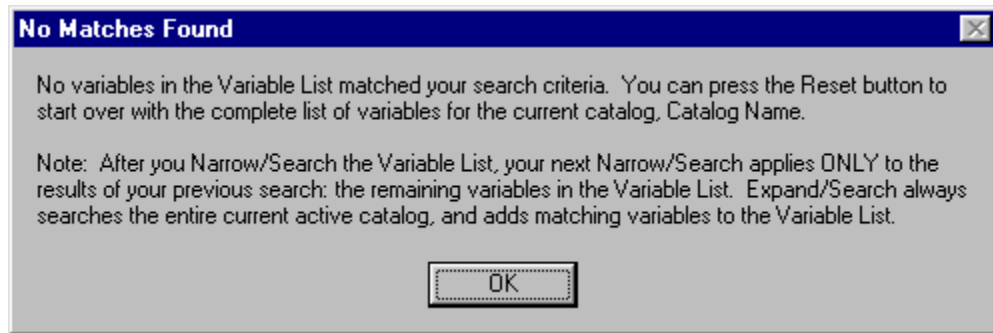 No Matches Found
No variables in the Variable List matched your search criteria.  You can press the Reset button to
start over with the complete list of variables for the current catalog, Catalog Name.
Note:  After you Narrow/Search the Variable List, your next Narrow/Search applies ONLY to the
results of your previous search: the remaining variables in the Variable List.  Expand/Search always
searches the entire current active catalog, and adds matching variables to the Variable List.
OK